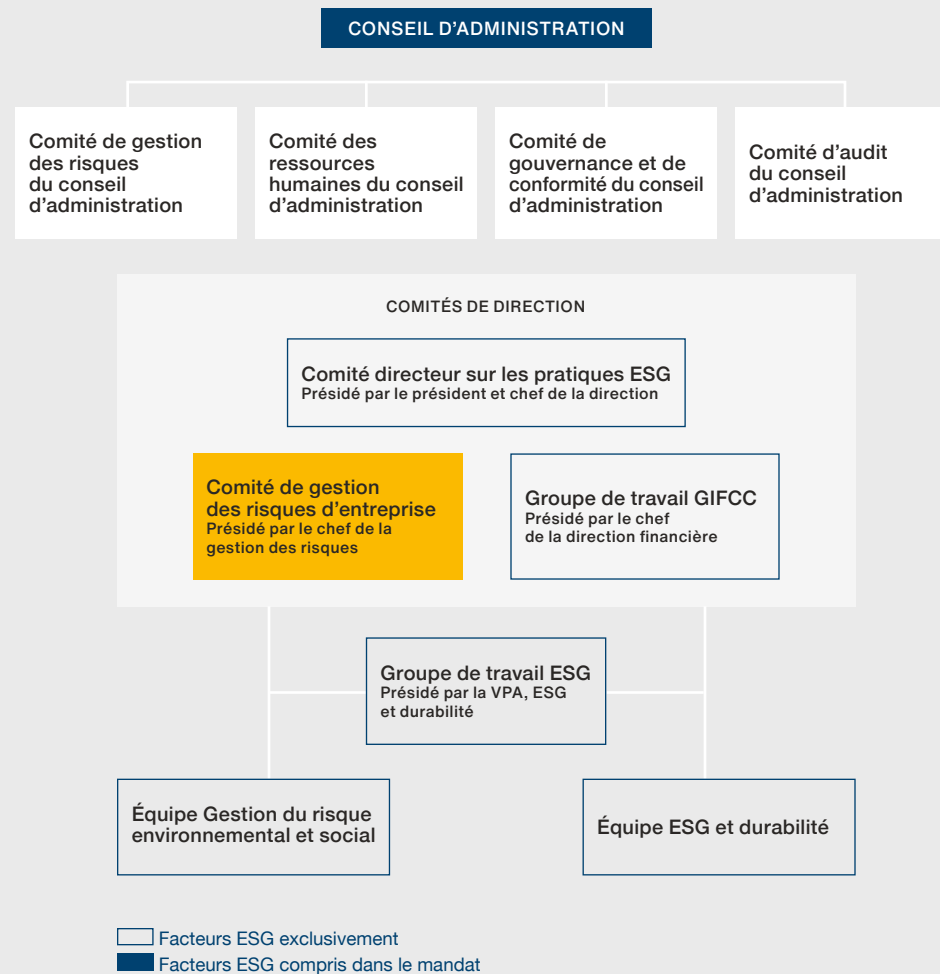 CONSEIL D’ADMINISTRATION
Comité de gestion
des risques
du conseil
d’administration
Comité des
ressources
humaines du conseil
d’administration
Comité de
gouvernance et de
conformité du conseil
d’administration
Comité d’audit
du conseil
d’administration
COMITÉS DE DIRECTION
Comité directeur sur les pratiques ESG
Présidé par le président et chef de la direction
Comité de gestion
des risques d’entreprise
Présidé par le chef de la
gestion des risques
Groupe de travail GIFCC
Présidé par le chef
de la direction financière
Groupe de travail ESG
Présidé par la VPA, ESG
et durabilité
Équipe Gestion du risque
environnemental et social
Équipe ESG et durabilité
Facteurs ESG exclusivement
Facteurs ESG compris dans le mandat